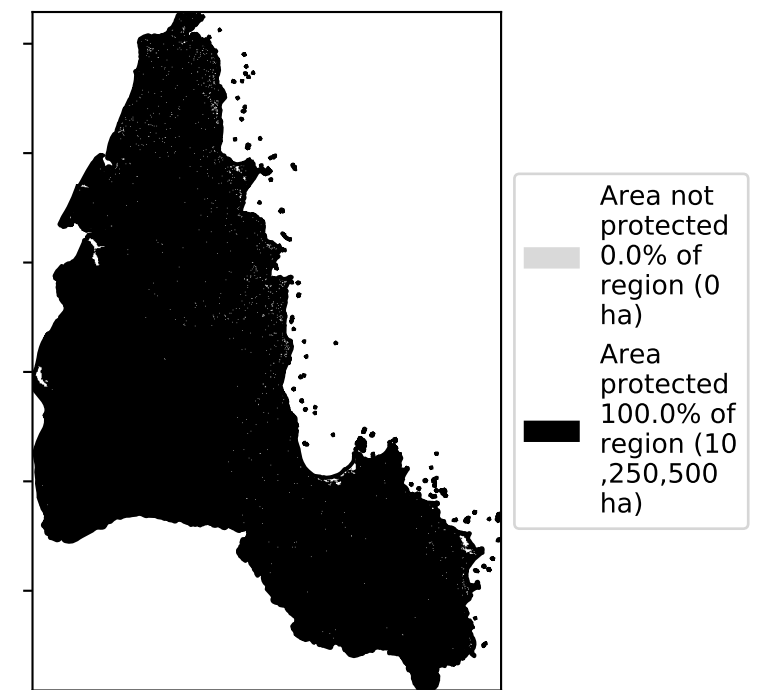 Area not
protected
0.0% of
region (0
ha)
Area
protected
100.0% of
region (10
,250,500
ha)